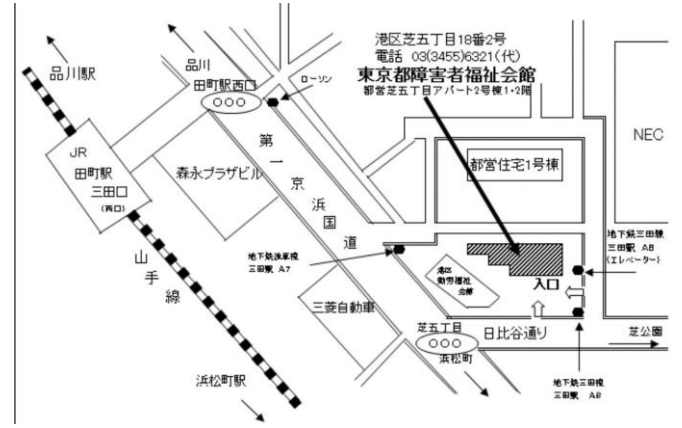 港区芝五丁目18番2号
電話 03(3455)6321(代)
東京都障害者福祉会館
都営芝五丁目アパート2号棟1・2階
品川駅
品川
田町駅西口
ローソン
NEC
JR
田町駅
三田口
(西口)
森永プラザビル
第一京浜国道
都営住宅1号棟
地下鉄浅草線
三田駅 A7
地下鉄三田線
三田駅 A8
(エレベーター)
山手線
港区
勤労福祉
会館
入口
三菱自動車
芝五丁目
日比谷通り
芝公園
浜松町
浜松町駅
地下鉄三田線
三田駅 A9